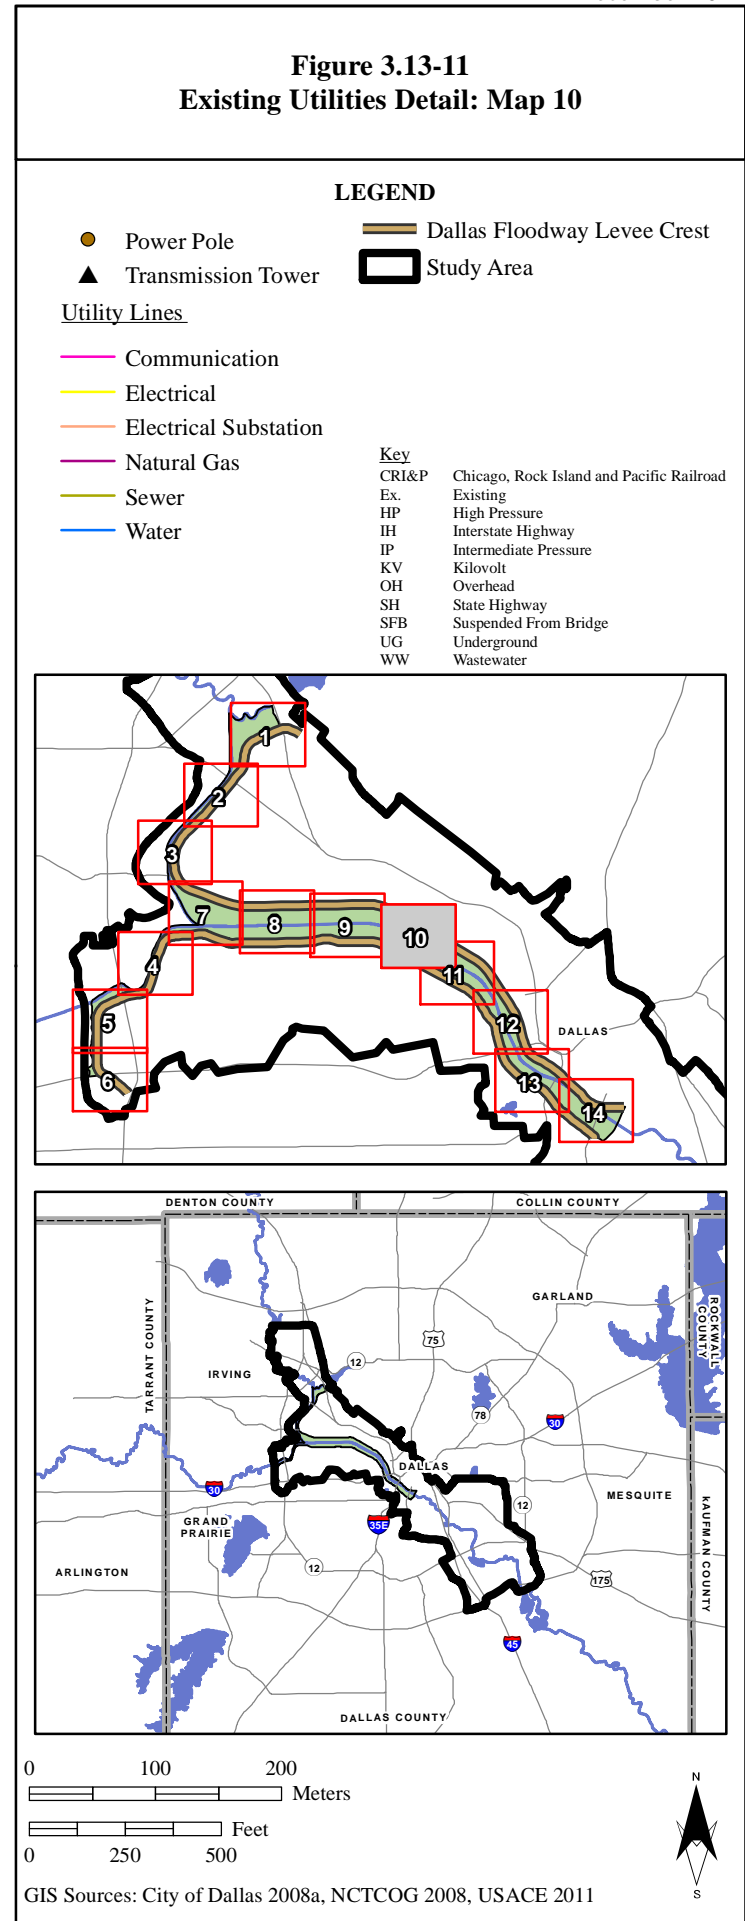 Figure 3.13-11
Existing Utilities Detail: Map 10
LEGEND
Power Pole
Transmission Tower
Dallas Floodway Levee Crest
Study Area
Utility Lines
Communication
Electrical
Electrical Substation
Natural Gas
Sewer
Water
Key
CRI&P Chicago, Rock Island and Pacific Railroad
Ex. Existing
HP High Pressure
IH Interstate Highway
IP Intermediate Pressure
KV Kilovolt
OH Overhead
SH State Highway
SFB Suspended From Bridge
UG Underground
WW Wastewater
1
2
3
7
8
9
10
4
11
5
12
DALLAS
6
13
14
DENTON COUNTY
COLLIN COUNTY
TARRANT COUNTY
ROCKWALL
COUNTY
GARLAND
75
12
IRVING
78
30
DALLAS
30
MESQUITE
12
GRAND
PRAIRIE
35E
KAUFMAN COUNTY
ARLINGTON
12
175
45
DALLAS COUNTY
0 100 200
Meters
Feet
0 250 500
N
S
GIS Sources: City of Dallas 2008a, NCTCOG 2008, USACE 2011